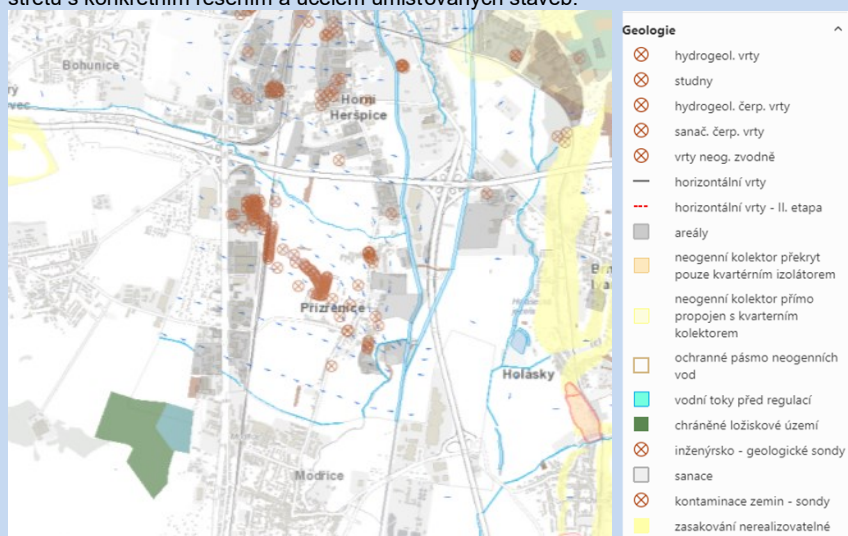 střetů s konkrétním řešením a účelem umisťovaných staveb.
Bohunice
Horní
Heršpice
Přízřenice
Holásky
Modřice
Geologie
hydrogeol. vrty
studny
hydrogeol. čerp. vrty
sanač. čerp. vrty
vrty neog. zvodně
horizontální vrty
horizontální vrty - II. etapa
areály
neogenní kolektor překryt
pouze kvartérním izolátorem
neogenní kolektor přímo
propojen s kvarterním
kolektorem
ochranné pásmo neogenních
vod
vodní toky před regulací
chráněné ložiskové území
inženýrsko - geologické sondy
sanace
kontaminace zemin - sondy
zasakování nerealizovatelné